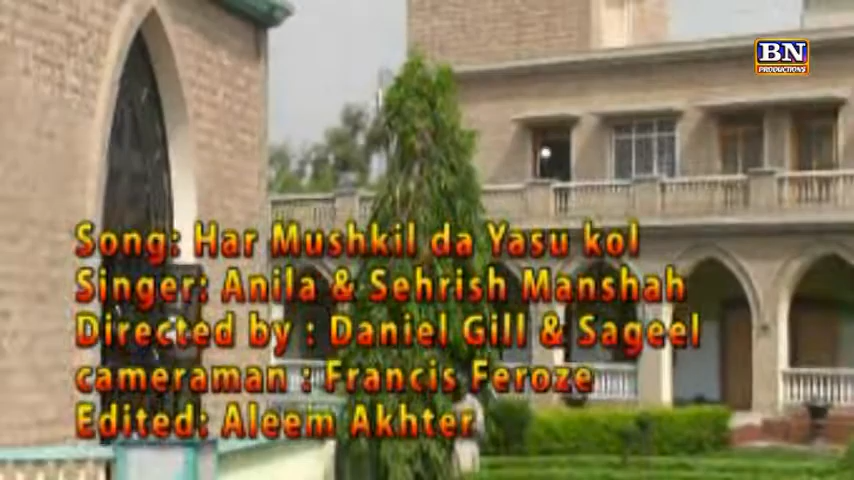 BN
PRODUCTIONS
Song: Har Mushkil da Yasu kol
Singer: Anila & Sehrish Manshah
Directed by : Daniel Gill & Sageel
cameraman : Francis Feroze
Edited: Aleem Akhter